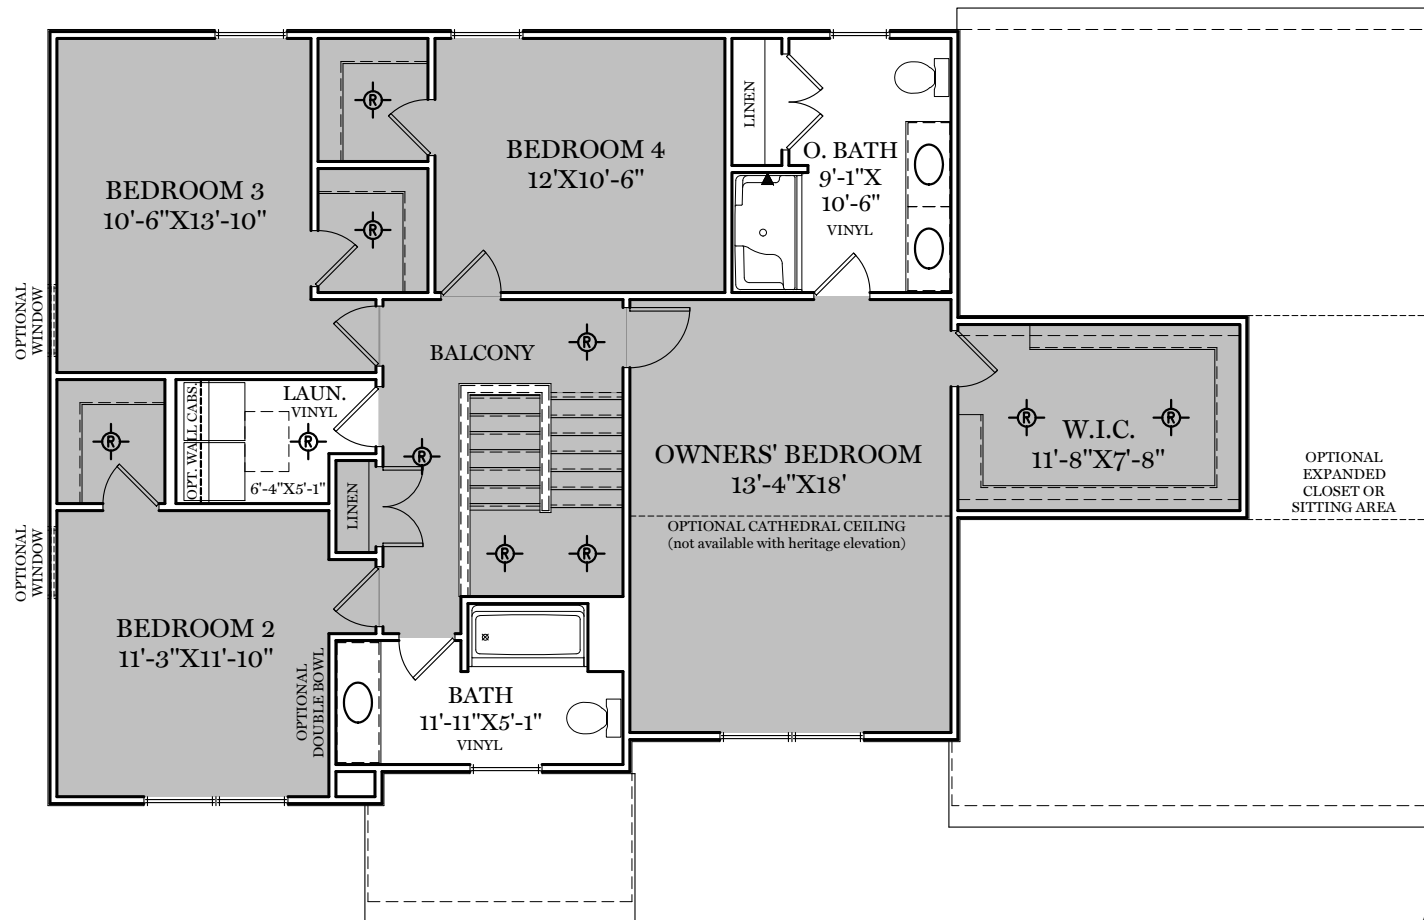 LINEN
BEDROOM 4
12'X10'-6"
O. BATH
9'-1"X
10'-6"
VINYL
BEDROOM 3
10'-6"X13'-10"
R
R
OPTIONAL
WINDOW
BALCONY
R
LAUN.
VINYL
OPT. WALL CABS.
R
R
6'-4"X5'-1"
R
LINEN
OWNERS' BEDROOM
13'-4"X18'
OPTIONAL CATHEDRAL CEILING
(not available with heritage elevation)
R
R
W.I.C.
11'-8"X7'-8"
OPTIONAL
EXPANDED
CLOSET OR
SITTING AREA
OPTIONAL
WINDOW
R
R
BEDROOM 2
11'-3"X11'-10"
OPTIONAL
DOUBLE BOWL
BATH
11'-11"X5'-1"
VINYL